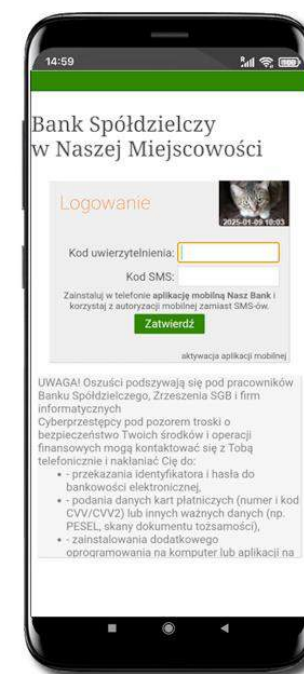 14:59
Bank Spółdzielczy
w Naszej Miejscowości
Logowanie
2025-01-09 10:03
Kod uwierzytelnienia:
Kod SMS:
Zainstaluj w telefonie aplikację mobilną Nasz Bank i
korzystaj z autoryzacji mobilnej zamiast SMS-ów.
Zatwierdź
aktywacja aplikacji mobilnej
UWAGA! Oszuści podszywają się pod pracowników
Banku Spółdzielczego, Zrzeszenia SGB i firm
informatycznych
Cyberprzestępcy pod pozorem troski o
bezpieczeństwo Twoich środków i operacji
finansowych mogą kontaktować się z Tobą
telefonicznie i nakłaniać Cię do:
• - przekazania identyfikatora i hasła do
bankowości elektronicznej,
• - podania danych kart płatniczych (numer i kod
CVV/CVV2) lub innych ważnych danych (np.
PESEL, skany dokumentu tożsamości),
• - zainstalowania dodatkowego
oprogramowania na komputer lub aplikacji na